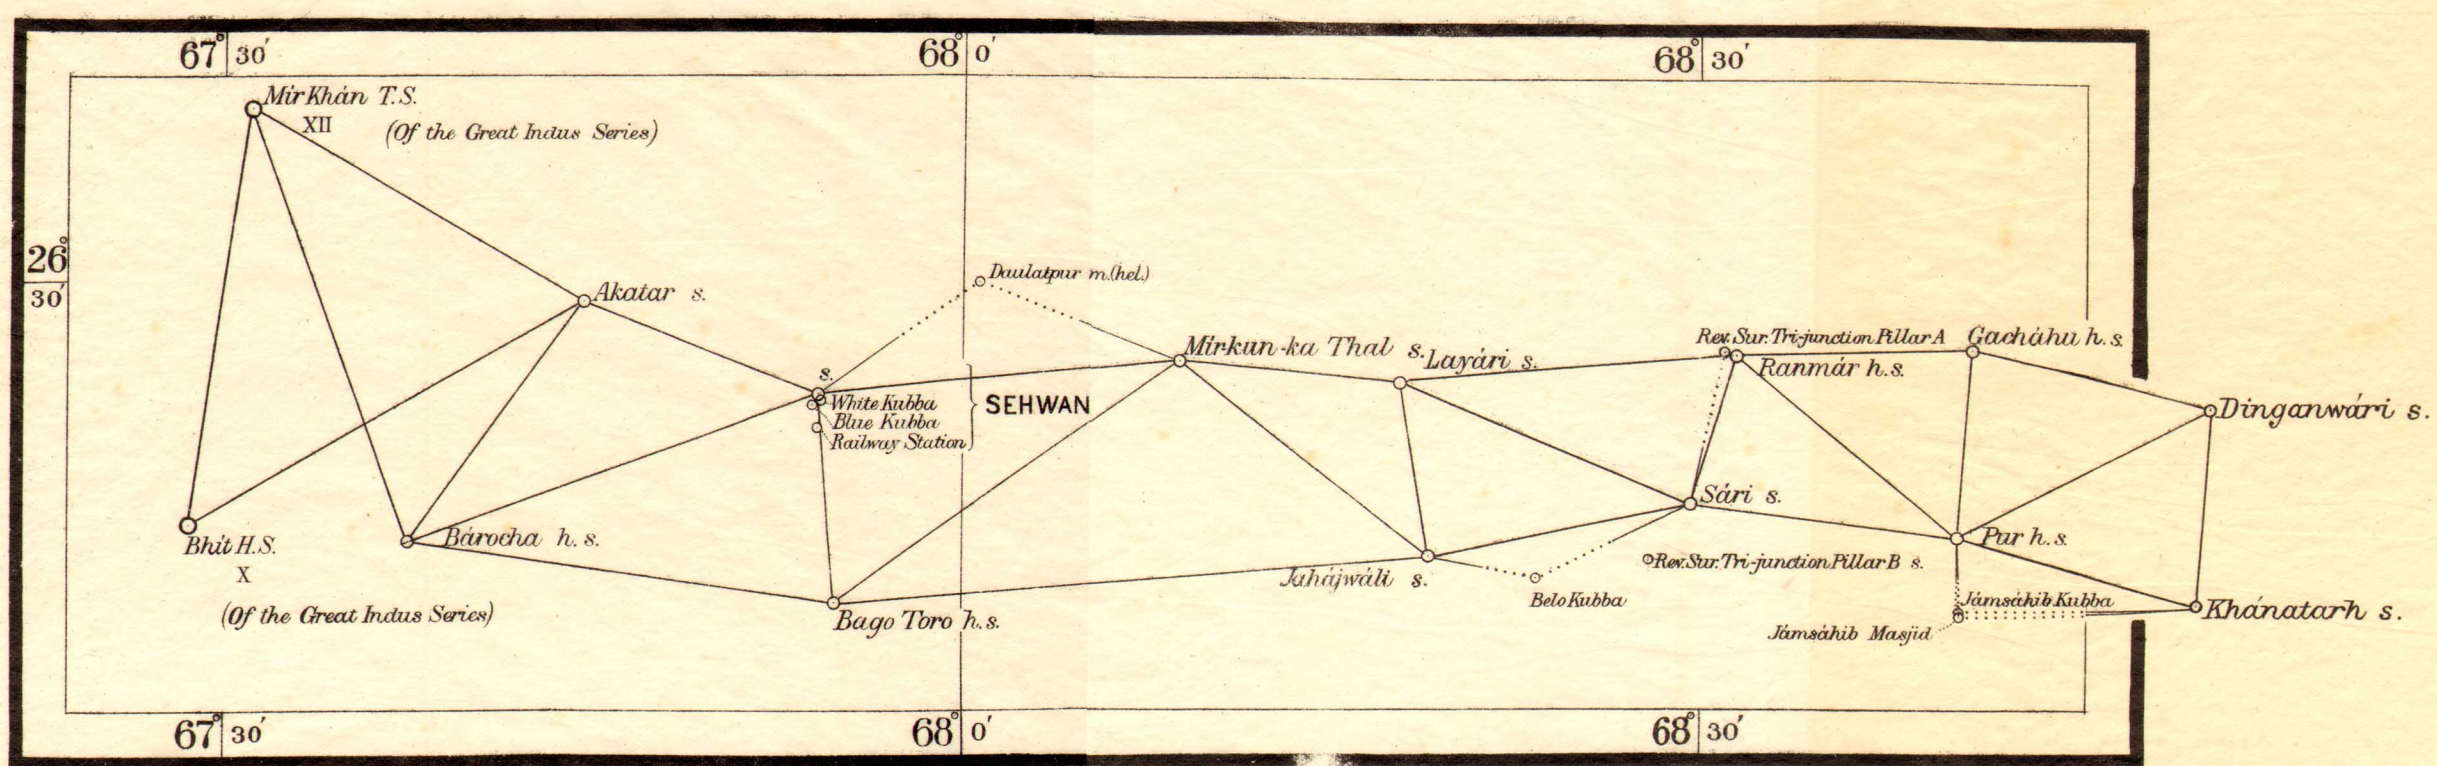 67° 30′
68° 0′
68° 30′
Mír Khán T.S.
XII
(Of the Great Indus Series)
26°
30′
Daulatpur m.(hel.)
Akatar s.
Rev. Sur. Tri-junction Pillar A
Gacháhu h.s.
Mírkun-ka Thal s.
Layári s.
Ranmár h.s.
s.
White Kubba
Blue Kubba
Railway Station
SEHWAN
Dinganwári s.
Sári s.
Bhit H.S.
X
(Of the Great Indus Series)
Bárocha h.s.
Pur h.s.
Rev. Sur. Tri-junction Pillar B s.
Jahájwáli s.
Belo Kubba
Jámsáhib Kubba
Khánatarh s.
Bago Toro h.s.
Jámsáhib Masjid
67° 30′
68° 0′
68° 30′